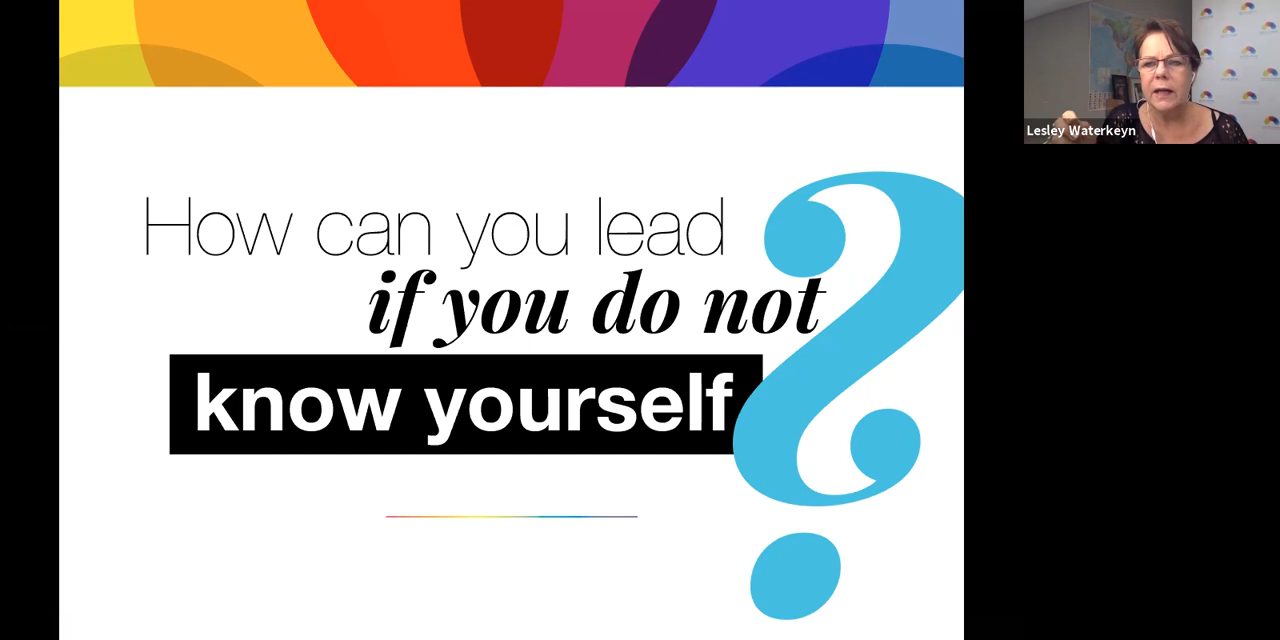 How can you lead
if you do not
know yourself
?
Lesley Waterkeyn